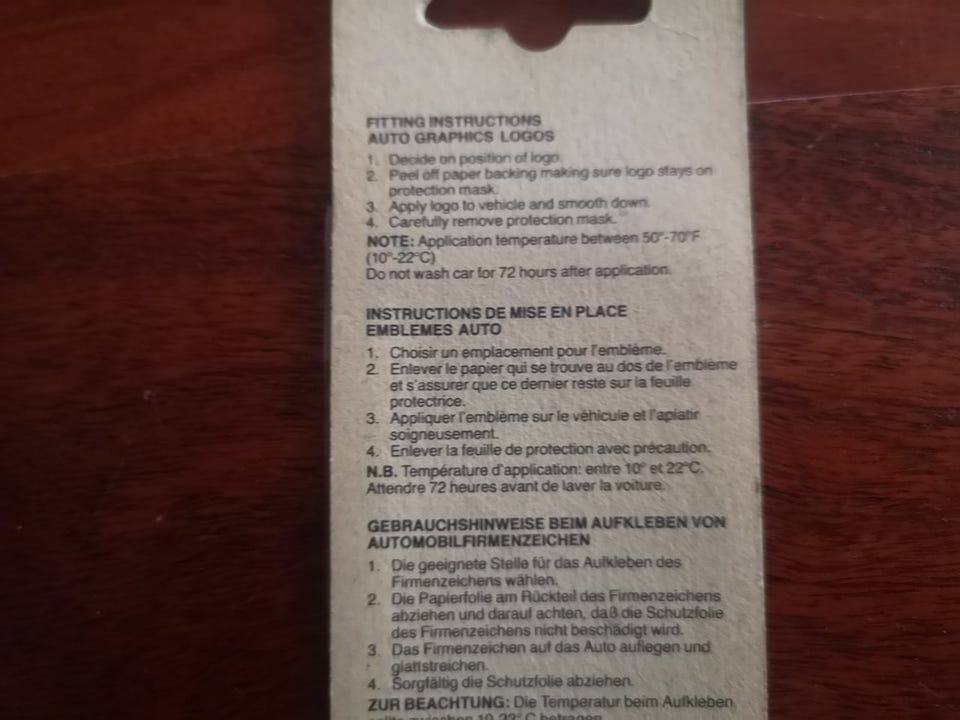 FITTING INSTRUCTIONS
AUTO GRAPHICS LOGOS
1. Decide on position of logo.
2. Peel off paper backing making sure logo stays on
protection mask.
3. Apply logo to vehicle and smooth down.
4. Carefully remove protection mask.
NOTE: Application temperature between 50°-70°F
(10°-22°C)
Do not wash car for 72 hours after application.
INSTRUCTIONS DE MISE EN PLACE
EMBLEMES AUTO
1. Choisir un emplacement pour l'emblème.
2. Enlever le papier qui se trouve au dos de l'emblème
et s'assurer que ce dernier reste sur la feuille
protectrice.
3. Appliquer l'emblème sur le véhicule et l'aplatir
soigneusement.
4. Enlever la feuille de protection avec précaution.
N.B. Température d'application: entre 10° et 22°C.
Attendre 72 heures avant de laver la voiture.
GEBRAUCHSHINWEISE BEIM AUFKLEBEN VON
AUTOMOBILFIRMENZEICHEN
1. Die geeignete Stelle für das Aufkleben des
Firmenzeichens wählen.
2. Die Papierfolie am Rückteil des Firmenzeichens
abziehen und darauf achten, daß die Schutzfolie
des Firmenzeichens nicht beschädigt wird.
3. Das Firmenzeichen auf das Auto auflegen und
glattstreichen.
4. Sorgfältig die Schutzfolie abziehen.
ZUR BEACHTUNG: Die Temperatur beim Aufkleben
sollte zwischen 10-22°C betragen.